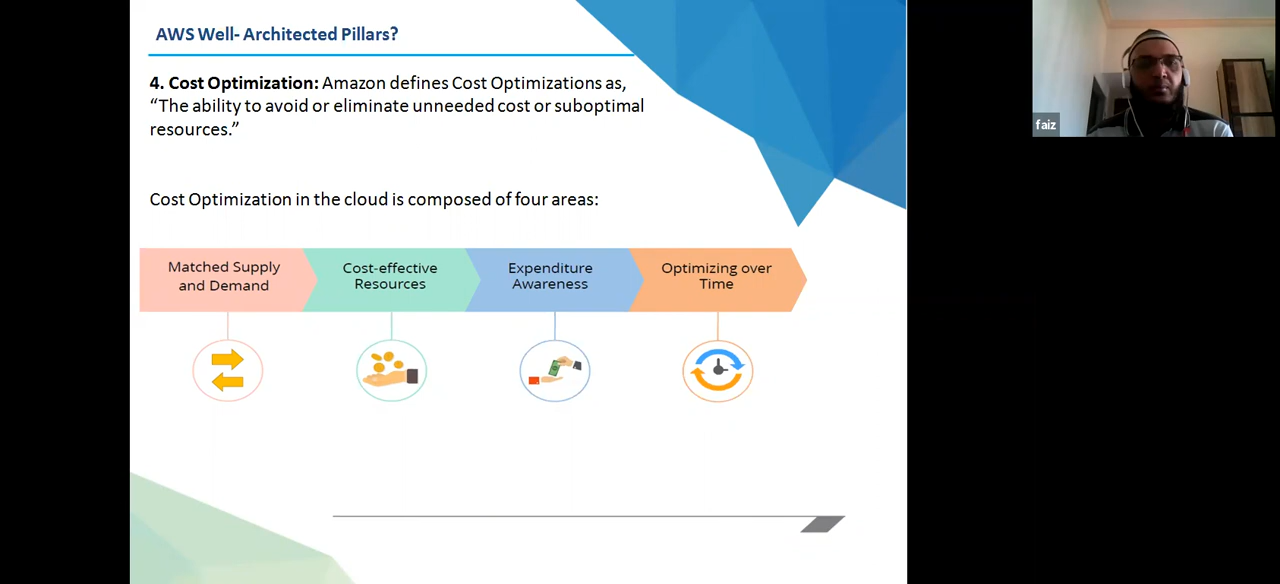 AWS Well- Architected Pillars?
4. Cost Optimization: Amazon defines Cost Optimizations as,
“The ability to avoid or eliminate unneeded cost or suboptimal
resources.”
Cost Optimization in the cloud is composed of four areas:
Matched Supply
and Demand
Cost-effective
Resources
Expenditure
Awareness
Optimizing over
Time
faiz